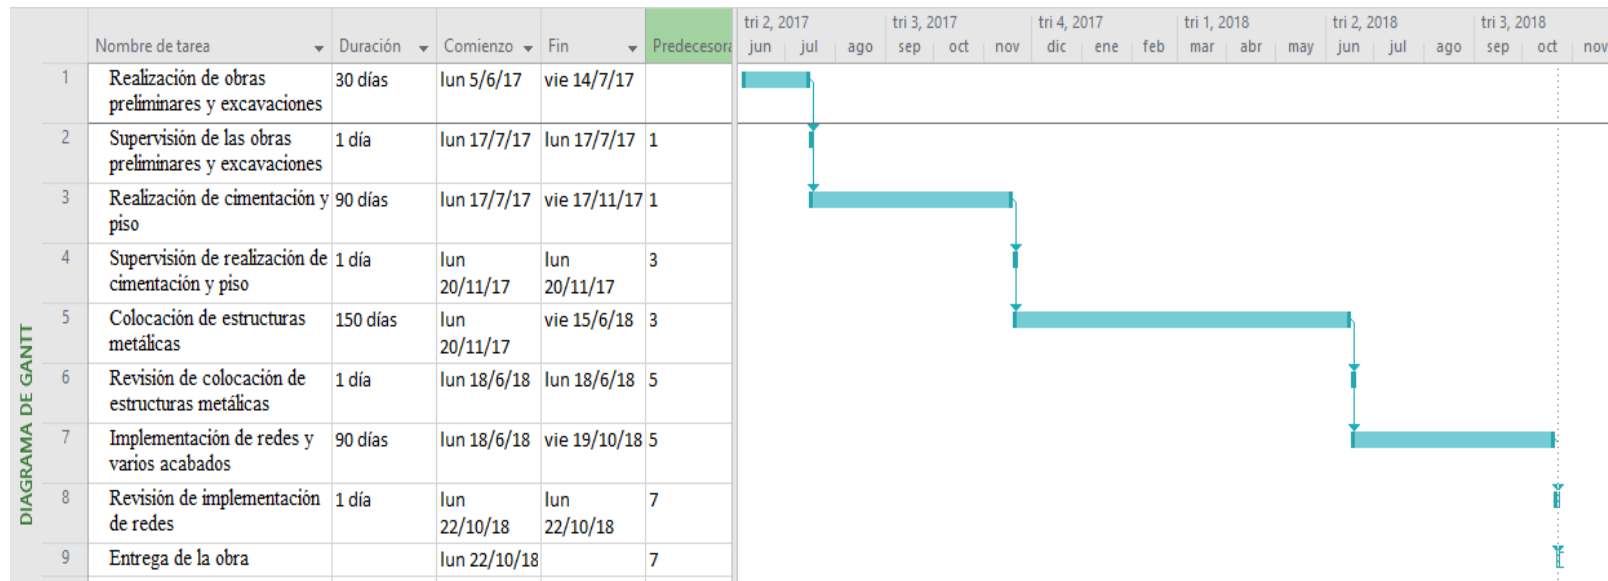 tri 2, 2017 tri 3, 2017 tri 4, 2017 tri 1, 2018 tri 2, 2018 tri 3, 2018
Nombre de tarea Duración Comienzo Fin Predecesora jun jul ago sep oct nov dic ene feb mar abr may jun jul ago sep oct nov
1 Realización de obras 30 días lun 5/6/17 vie 14/7/17
preliminares y excavaciones
2 Supervisión de las obras 1 día lun 17/7/17 lun 17/7/17 1
preliminares y excavaciones
3 Realización de cimentación y 90 días lun 17/7/17 vie 17/11/17 1
piso
4 Supervisión de realización de 1 día lun lun 3
cimentación y piso 20/11/17 20/11/17
5 Colocación de estructuras 150 días lun vie 15/6/18 3
metálicas 20/11/17
6 Revisión de colocación de 1 día lun 18/6/18 lun 18/6/18 5
estructuras metálicas
7 Implementación de redes y 90 días lun 18/6/18 vie 19/10/18 5
varios acabados
8 Revisión de implementación 1 día lun lun 7
de redes 22/10/18 22/10/18
9 Entrega de la obra lun 22/10/18 7
DIAGRAMA DE GANTT